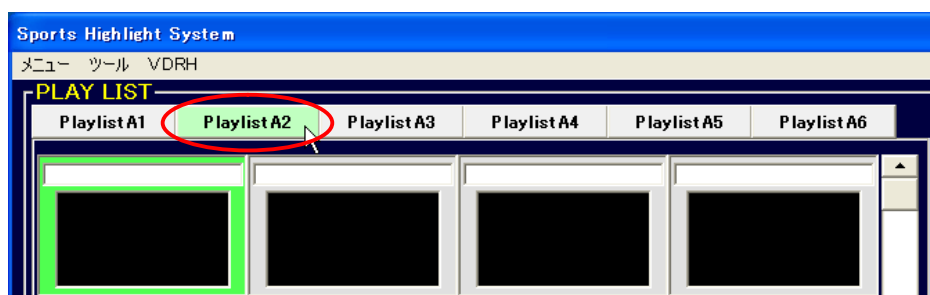 Sports Highlight System
メニュー ツール VDRH
PLAY LIST
Playlist A1 Playlist A2 Playlist A3 Playlist A4 Playlist A5 Playlist A6